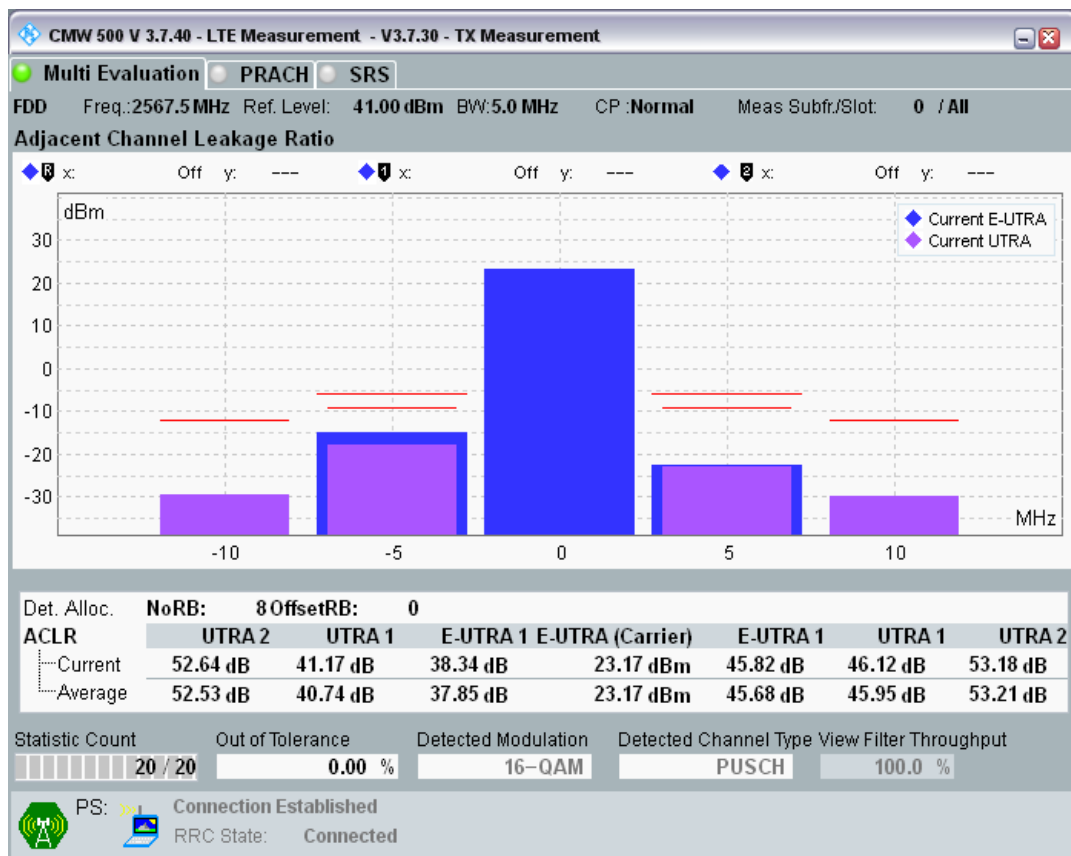 CMW 500 V 3.7.40 - LTE Measurement - V3.7.30 - TX Measurement
Multi Evaluation PRACH SRS
FDD Freq.:2567.5 MHz Ref. Level: 41.00 dBm BW:5.0 MHz CP :Normal Meas Subfr./Slot: 0 / All
Adjacent Channel Leakage Ratio
R x: Off y: --- 1 x: Off y: --- 2 x: Off y: ---
dBm
Current E-UTRA
Current UTRA
30
20
10
0
-10
-20
-30
MHz
-10 -5 0 5 10
Det. Alloc. NoRB: 8 OffsetRB: 0
ACLR UTRA 2 UTRA 1 E-UTRA 1 E-UTRA (Carrier) E-UTRA 1 UTRA 1 UTRA 2
Current 52.64 dB 41.17 dB 38.34 dB 23.17 dBm 45.82 dB 46.12 dB 53.18 dB
Average 52.53 dB 40.74 dB 37.85 dB 23.17 dBm 45.68 dB 45.95 dB 53.21 dB
Statistic Count Out of Tolerance Detected Modulation Detected Channel Type View Filter Throughput
20 / 20 0.00 % 16-QAM PUSCH 100.0 %
PS: Connection Established
RRC State: Connected